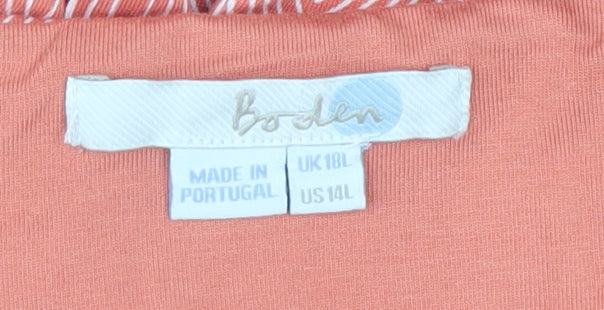 Boden
MADE IN
PORTUGAL
UK 18L
US 14L